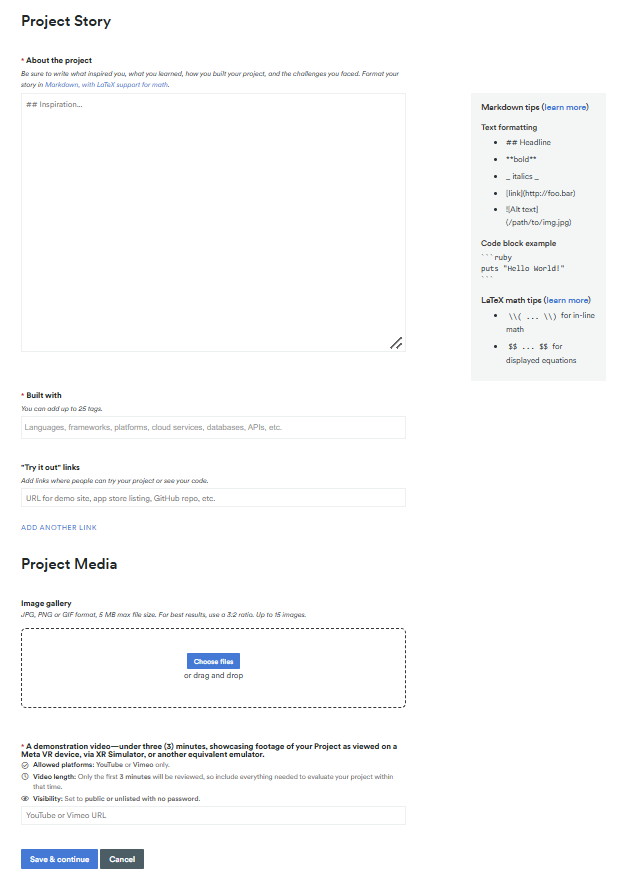 Project Story
* About the project
Be sure to write what inspired you, what you learned, how you built your project, and the challenges you faced. Format your
story in Markdown, with LaTeX support for math.
## Inspiration...
Markdown tips (learn more)
Text formatting
• ## Headline
• **bold**
• _ italics _
• [link](http://foo.bar)
• ![Alt text]
(/path/to/img.jpg)
Code block example
```ruby
puts "Hello World!"
```
LaTeX math tips (learn more)
• \\( ... \\) for in-line
math
• $$ ... $$ for
displayed equations
* Built with
You can add up to 25 tags.
Languages, frameworks, platforms, cloud services, databases, APIs, etc.
"Try it out" links
Add links where people can try your project or see your code.
URL for demo site, app store listing, GitHub repo, etc.
ADD ANOTHER LINK
Project Media
Image gallery
JPG, PNG or GIF format, 5 MB max file size. For best results, use a 3:2 ratio. Up to 15 images.
Choose files
or drag and drop
* A demonstration video—under three (3) minutes, showcasing footage of your Project as viewed on a
Meta VR device, via XR Simulator, or another equivalent emulator.
Allowed platforms: YouTube or Vimeo only.
Video length: Only the first 3 minutes will be reviewed, so include everything needed to evaluate your project within
that time.
Visibility: Set to public or unlisted with no password.
YouTube or Vimeo URL
Save & continue
Cancel